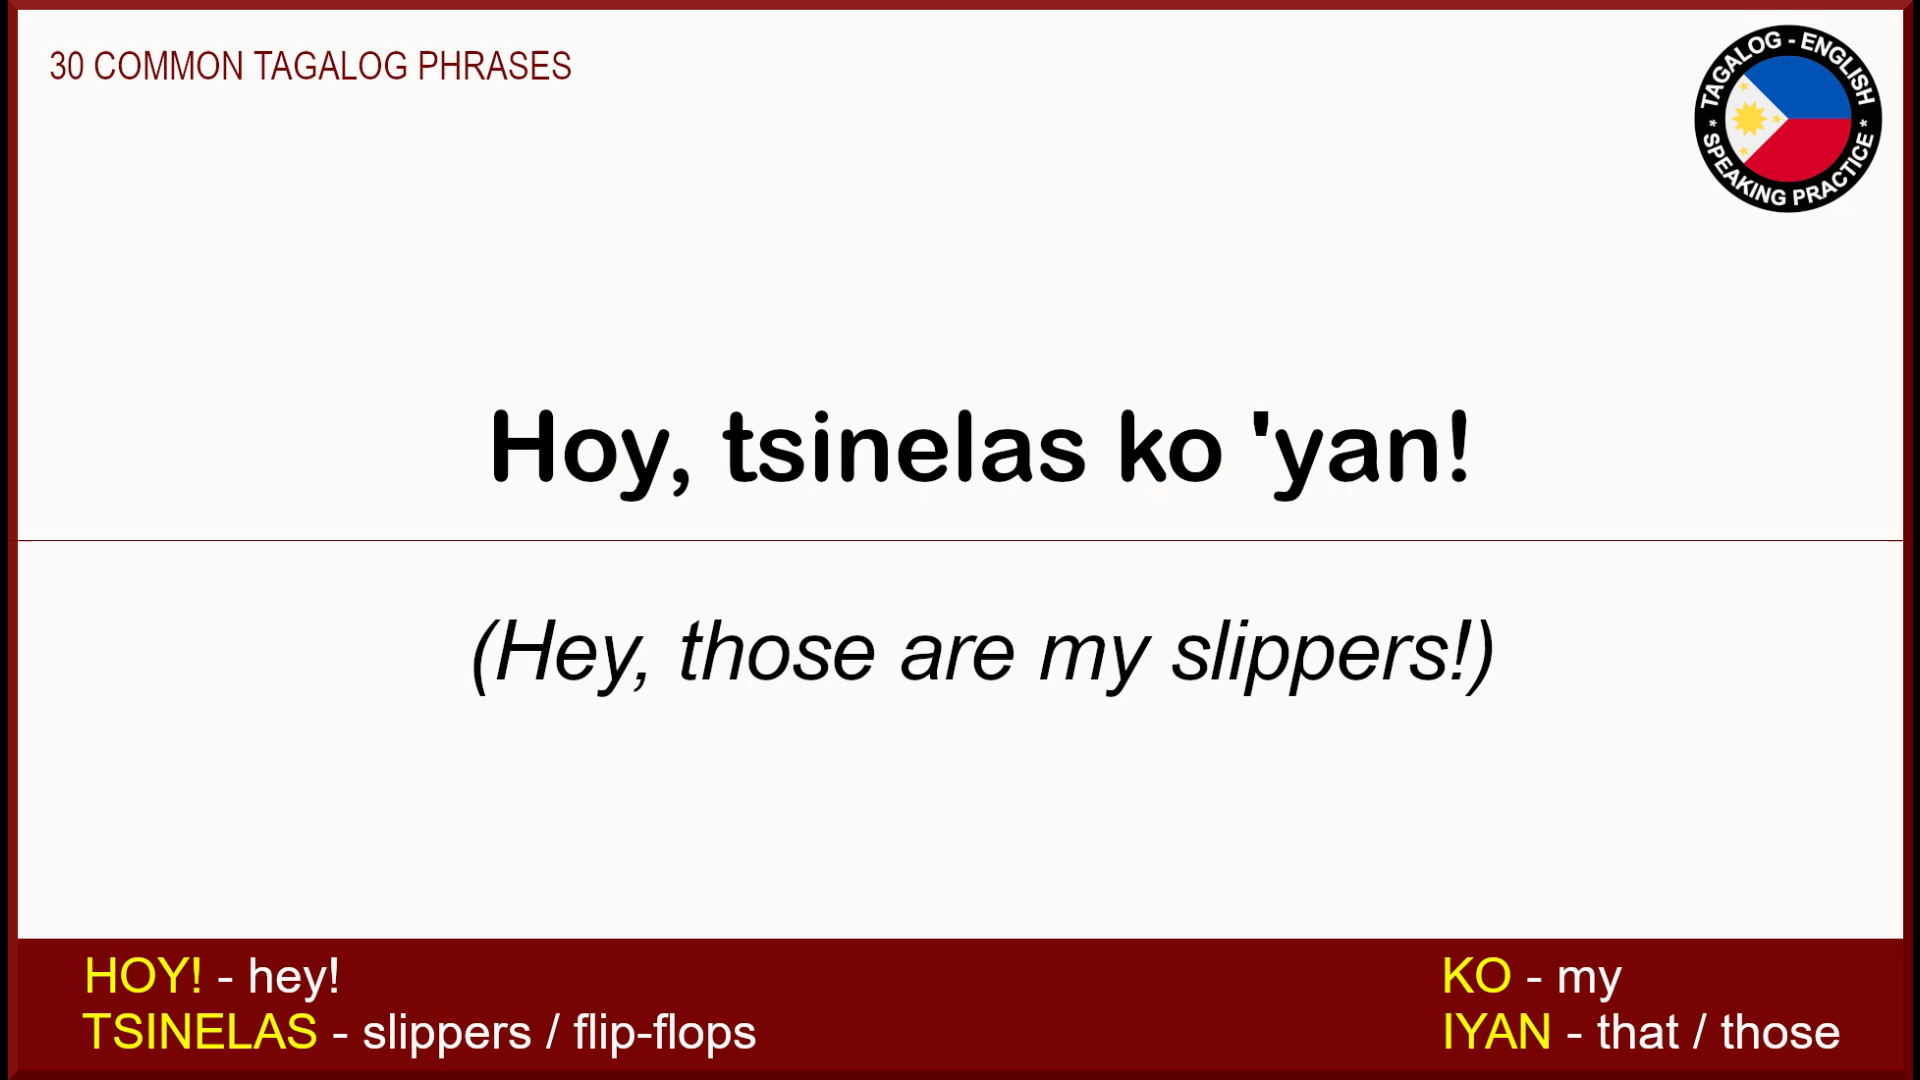 30 COMMON TAGALOG PHRASES
TAGALOG - ENGLISH
* SPEAKING PRACTICE *
Hoy, tsinelas ko 'yan!
(Hey, those are my slippers!)
HOY! - hey!
TSINELAS - slippers / flip-flops
KO - my
IYAN - that / those